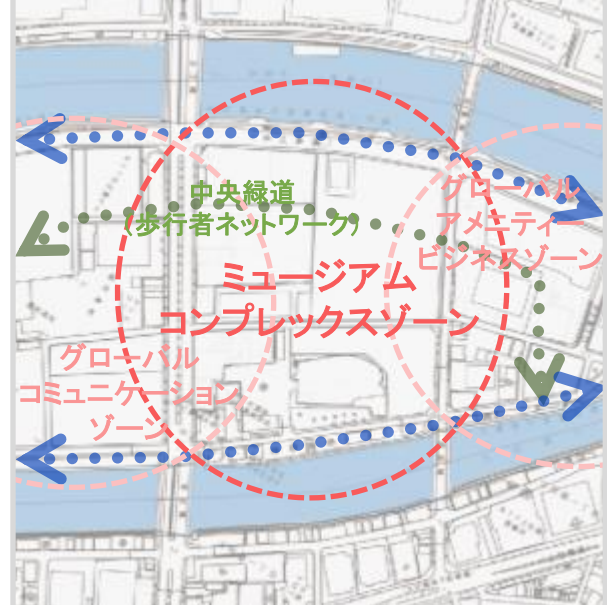 中央緑道
(歩行者ネットワーク)
グローバル
アメニティー
ビジネスゾーン
ミュージアム
コンプレックスゾーン
グローバル
コミュニケーション
ゾーン